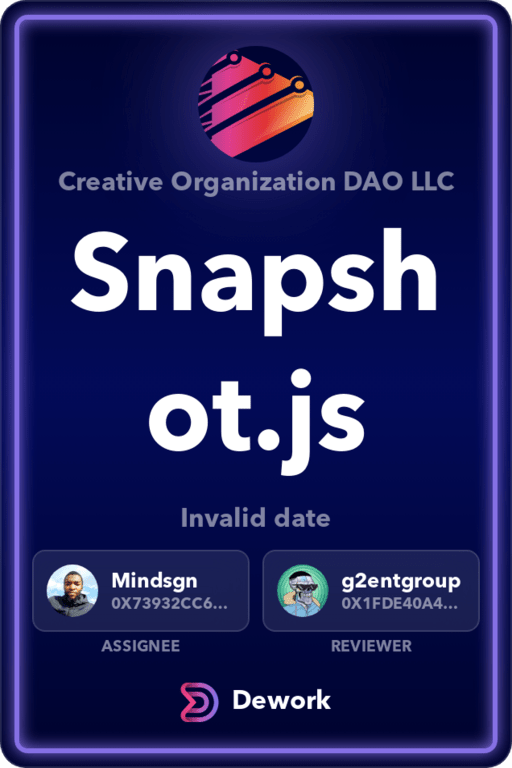 Creative Organization DAO LLC
Snapsh
ot.js
Invalid date
Mindsgn
0X73932CC6...
g2entgroup
0X1FDE40A4...
ASSIGNEE
REVIEWER
Dework